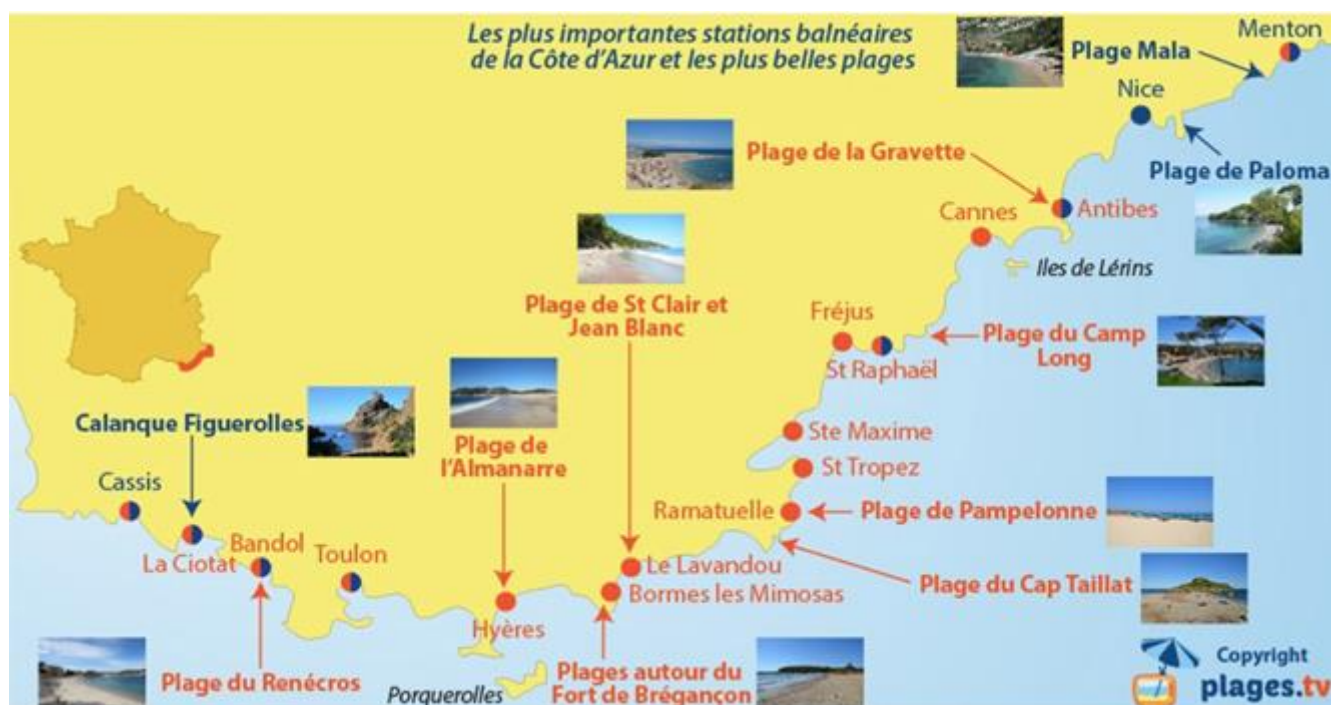 Les plus importantes stations balnéaires
de la Côte d'Azur et les plus belles plages
Menton
Plage Mala
Nice
Plage de la Gravette
Plage de Paloma
Cannes
Antibes
Iles de Lérins
Plage de St Clair et
Jean Blanc
Fréjus
Plage du Camp
Long
St Raphaël
Calanque Figuerolles
Plage de
l'Almanarre
Ste Maxime
St Tropez
Cassis
Ramatuelle
Plage de Pampelonne
La Ciotat
Bandol
Toulon
Le Lavandou
Plage du Cap Taillat
Bormes les Mimosas
Hyères
Plage du Renécros
Porquerolles
Plages autour du
Fort de Brégançon
Copyright
plages.tv